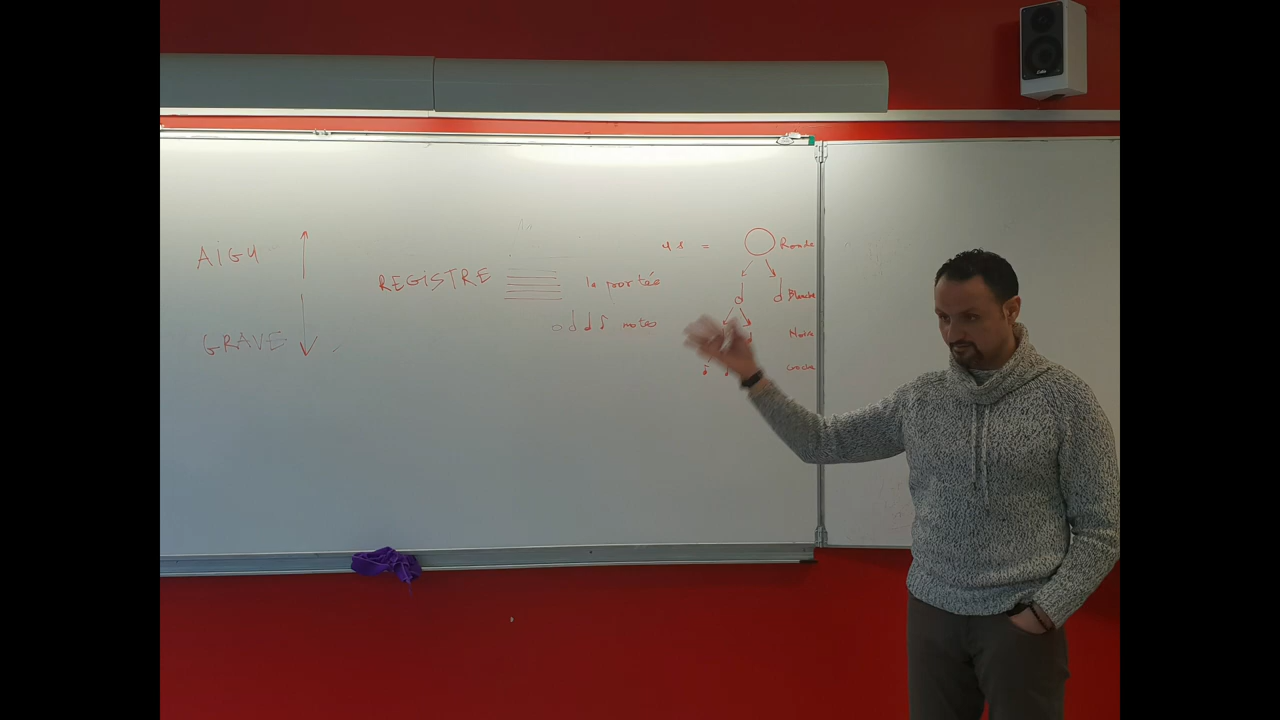 AIGU
GRAVE
REGISTRE
la portée
notes
4 s =
Ronde
Blanche
Noire
Croche